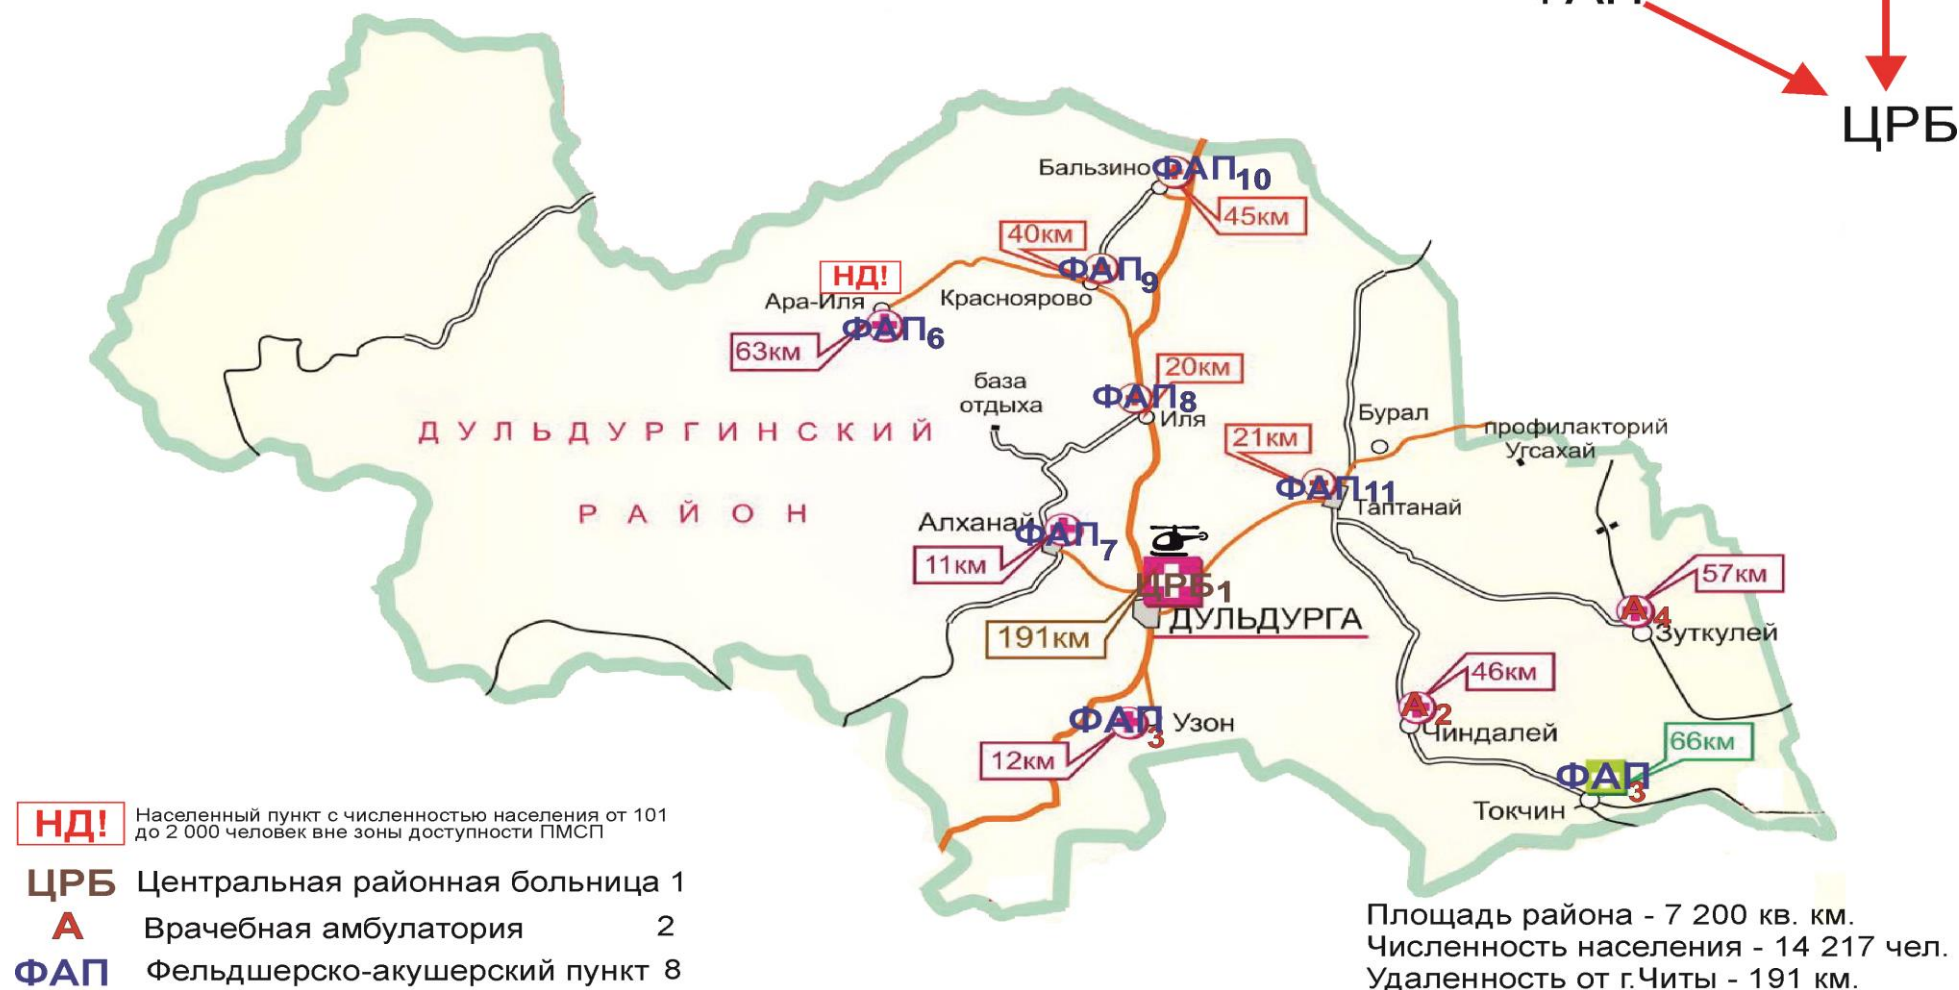 ФАП
ЦРБ
Бальзино
ФАП10
45км
40км
ФАП9
Красноярово
НД!
Ара-Иля
ФАП6
63км
база
отдыха
20км
ФАП8
Иля
Бурал
профилакторий
Угсахай
21км
ФАП11
Таптанай
ДУЛЬДУРГИНСКИЙ
РАЙОН
Алханай
ФАП7
11км
ЦРБ1
ДУЛЬДУРГА
191км
57км
А4
Зуткулей
46км
А2
Чиндалей
ФАП3
Узон
12км
66км
ФАП3
Токчин
НД! Населенный пункт с численностью населения от 101
до 2 000 человек вне зоны доступности ПМСП
ЦРБ Центральная районная больница 1
А Врачебная амбулатория 2
ФАП Фельдшерско-акушерский пункт 8
Площадь района - 7 200 кв. км.
Численность населения - 14 217 чел.
Удаленность от г.Читы - 191 км.